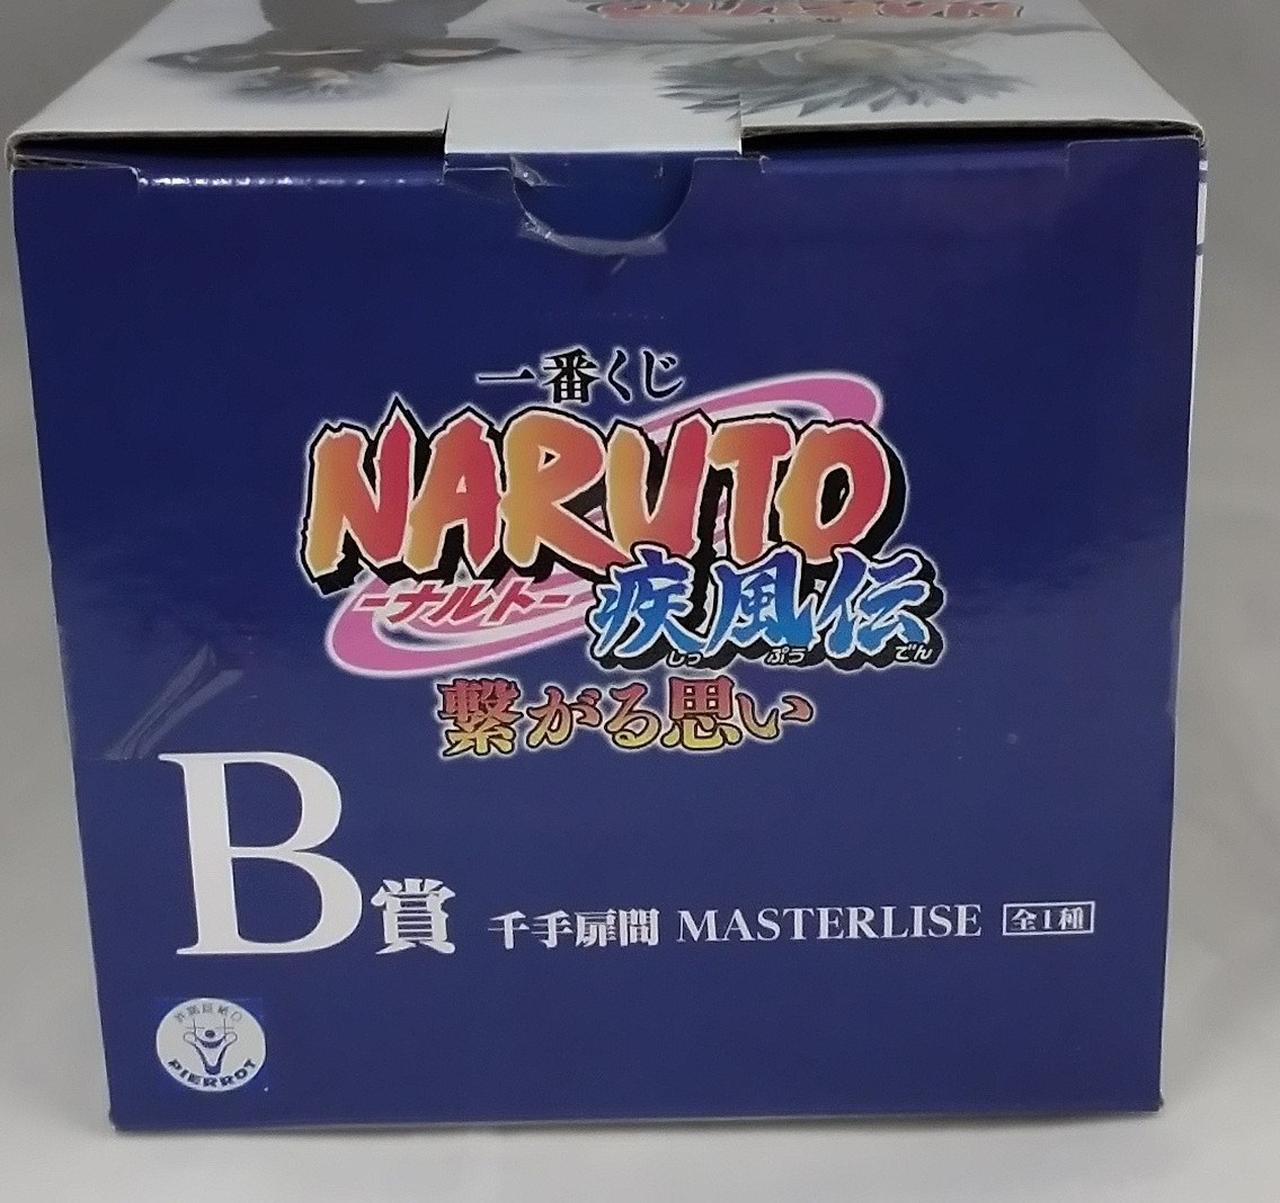 NARUTO
一番くじ
NARUTO
-ナルト-
疾風伝
しっ ぷう でん
繋がる思い
B賞 千手扉間 MASTERLISE 全1種
PIERROT